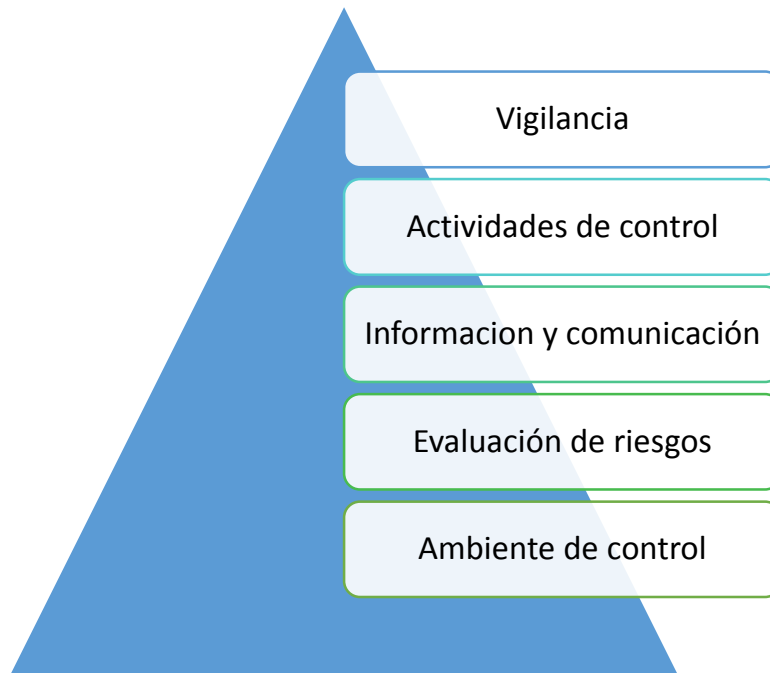 Vigilancia
Actividades de control
Informacion y comunicación
Evaluación de riesgos
Ambiente de control